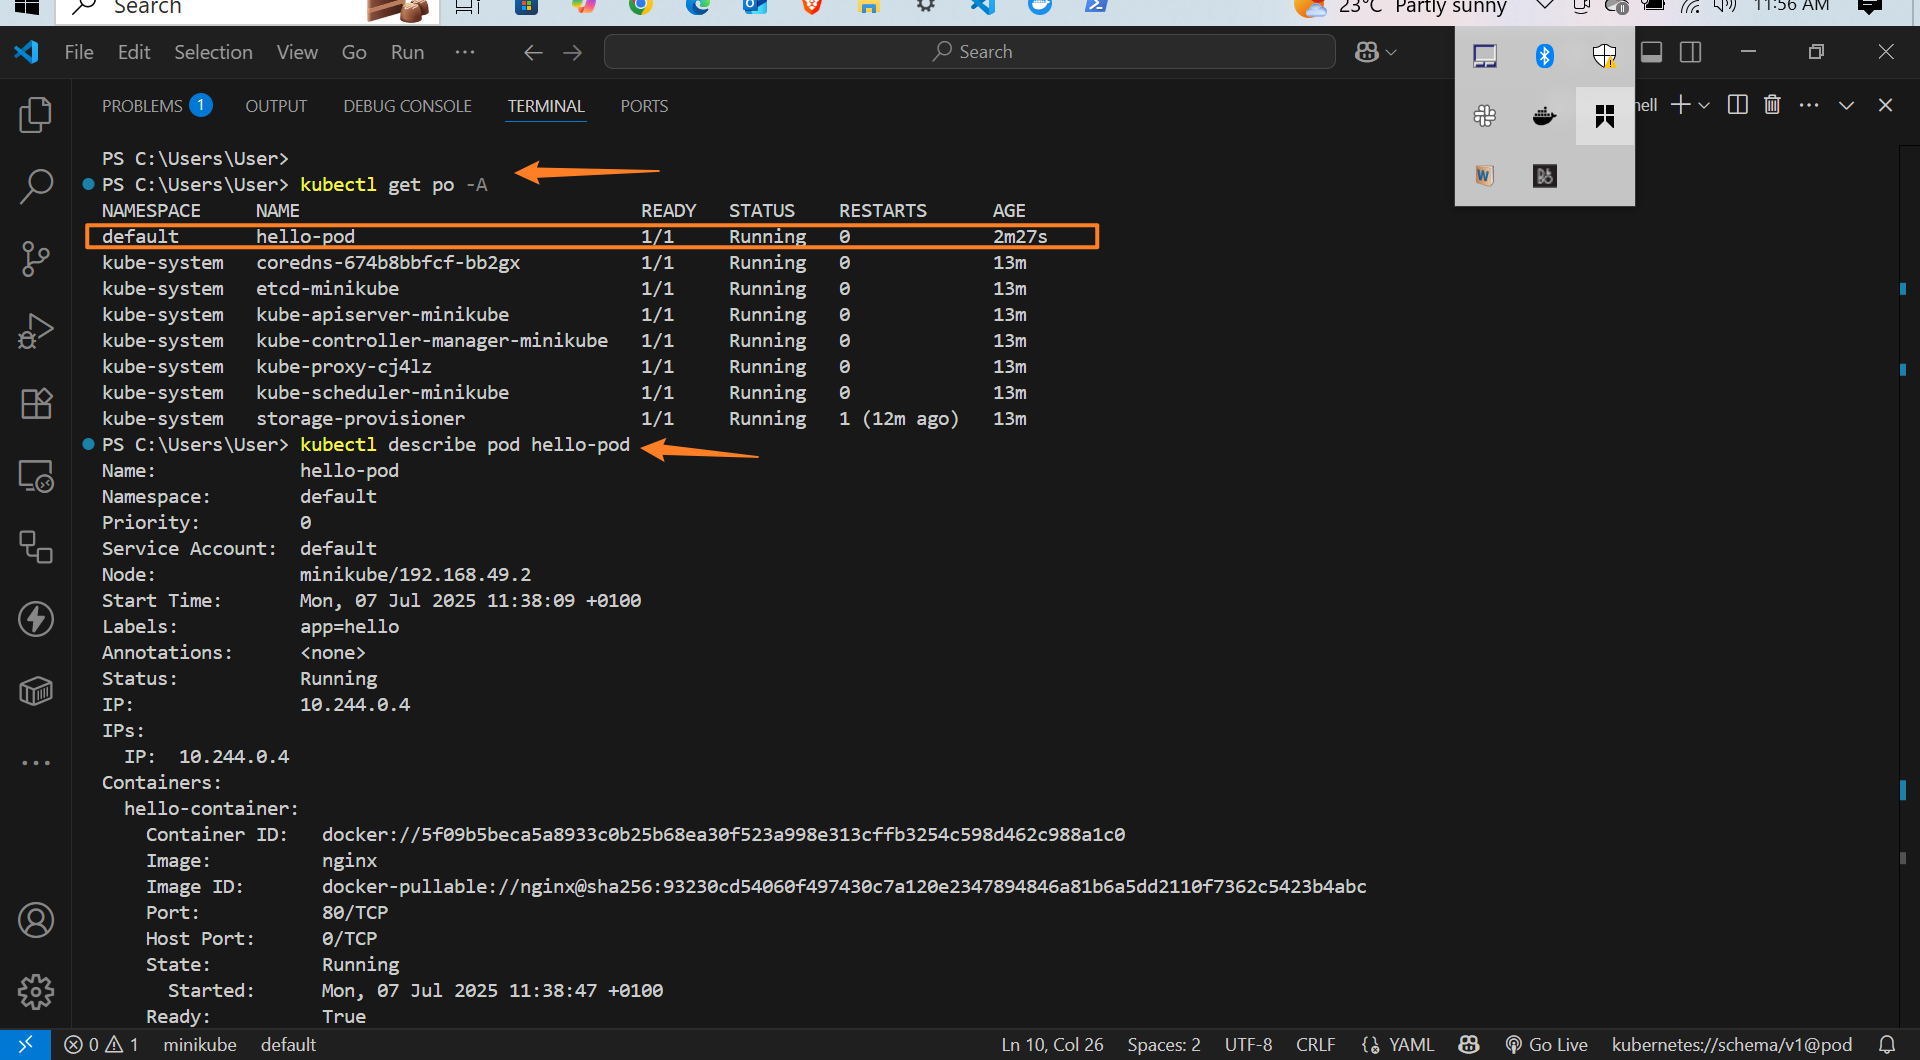 Search
23°C Partly sunny
11:56 AM
File Edit Selection View Go Run ···
Search
PROBLEMS 1 OUTPUT DEBUG CONSOLE TERMINAL PORTS
PS C:\Users\User>
PS C:\Users\User> kubectl get po -A
NAMESPACE NAME READY STATUS RESTARTS AGE
default hello-pod 1/1 Running 0 2m27s
kube-system coredns-674b8bbfcf-bb2gx 1/1 Running 0 13m
kube-system etcd-minikube 1/1 Running 0 13m
kube-system kube-apiserver-minikube 1/1 Running 0 13m
kube-system kube-controller-manager-minikube 1/1 Running 0 13m
kube-system kube-proxy-cj4lz 1/1 Running 0 13m
kube-system kube-scheduler-minikube 1/1 Running 0 13m
kube-system storage-provisioner 1/1 Running 1 (12m ago) 13m
PS C:\Users\User> kubectl describe pod hello-pod
Name: hello-pod
Namespace: default
Priority: 0
Service Account: default
Node: minikube/192.168.49.2
Start Time: Mon, 07 Jul 2025 11:38:09 +0100
Labels: app=hello
Annotations: <none>
Status: Running
IP: 10.244.0.4
IPs:
IP: 10.244.0.4
Containers:
hello-container:
Container ID: docker://5f09b5beca5a8933c0b25b68ea30f523a998e313cffb3254c598d462c988a1c0
Image: nginx
Image ID: docker-pullable://nginx@sha256:93230cd54060f497430c7a120e2347894846a81b6a5dd2110f7362c5423b4abc
Port: 80/TCP
Host Port: 0/TCP
State: Running
Started: Mon, 07 Jul 2025 11:38:47 +0100
Ready: True
0 1 minikube default Ln 10, Col 26 Spaces: 2 UTF-8 CRLF {} YAML Go Live kubernetes://schema/v1@pod